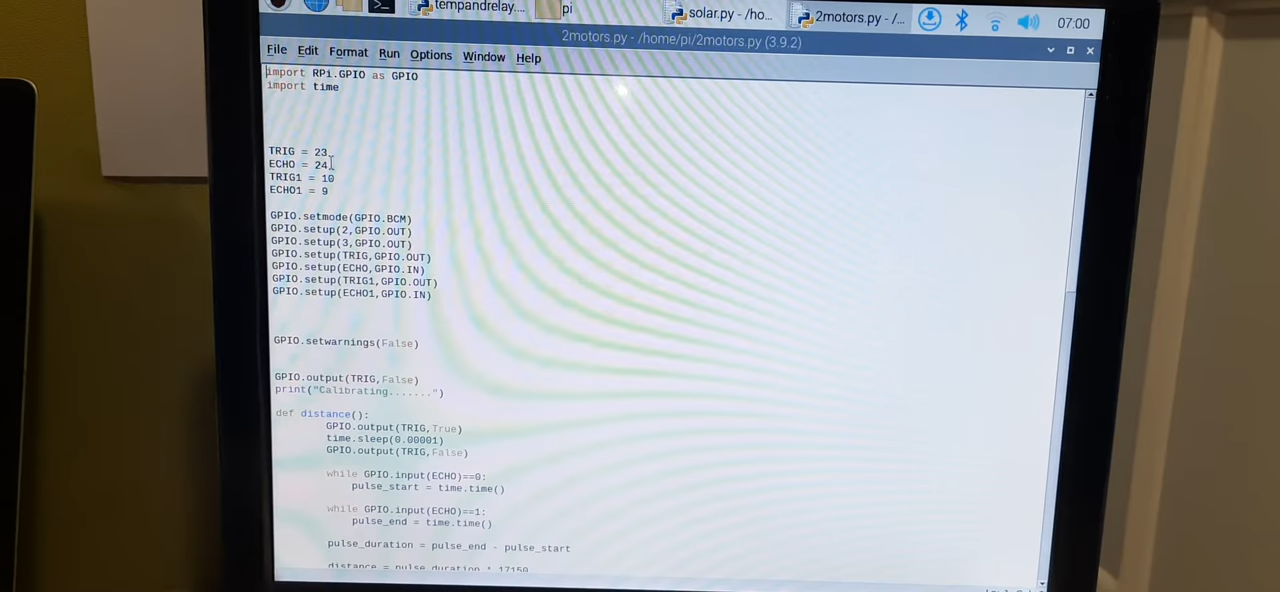 tempandrelay....
pi
solar.py - /ho...
2motors.py - /...
07:00
2motors.py - /home/pi/2motors.py (3.9.2)
File Edit Format Run Options Window Help
import RPi.GPIO as GPIO
import time
TRIG = 23
ECHO = 24
TRIG1 = 10
ECHO1 = 9
GPIO.setmode(GPIO.BCM)
GPIO.setup(2,GPIO.OUT)
GPIO.setup(3,GPIO.OUT)
GPIO.setup(TRIG,GPIO.OUT)
GPIO.setup(ECHO,GPIO.IN)
GPIO.setup(TRIG1,GPIO.OUT)
GPIO.setup(ECHO1,GPIO.IN)
GPIO.setwarnings(False)
GPIO.output(TRIG,False)
print("Calibrating.......")
def distance():
GPIO.output(TRIG,True)
time.sleep(0.00001)
GPIO.output(TRIG,False)
while GPIO.input(ECHO)==0:
pulse_start = time.time()
while GPIO.input(ECHO)==1:
pulse_end = time.time()
pulse_duration = pulse_end - pulse_start
distance = pulse_duration * 17150